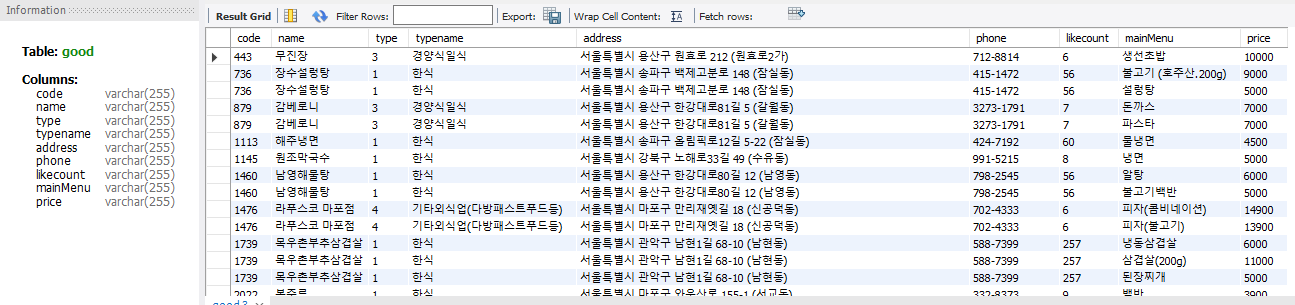 Information
Table: good
Columns:
code varchar(255)
name varchar(255)
type varchar(255)
typename varchar(255)
address varchar(255)
phone varchar(255)
likecount varchar(255)
mainMenu varchar(255)
price varchar(255)
Result Grid Filter Rows: Export: Wrap Cell Content: Fetch rows:
code name type typename address phone likecount mainMenu price
443 무진장 3 경양식일식 서울특별시 용산구 원효로 212 (원효로2가) 712-8814 6 생선초밥 10000
736 장수설렁탕 1 한식 서울특별시 송파구 백제고분로 148 (잠실동) 415-1472 56 불고기 (호주산,200g) 9000
736 장수설렁탕 1 한식 서울특별시 송파구 백제고분로 148 (잠실동) 415-1472 56 설렁탕 5000
879 감베로니 3 경양식일식 서울특별시 용산구 한강대로81길 5 (갈월동) 3273-1791 7 돈까스 7000
879 감베로니 3 경양식일식 서울특별시 용산구 한강대로81길 5 (갈월동) 3273-1791 7 파스타 7000
1113 해주냉면 1 한식 서울특별시 송파구 올림픽로12길 5-22 (잠실동) 424-7192 60 물냉면 4500
1145 원조막국수 1 한식 서울특별시 강북구 노해로33길 49 (수유동) 991-5215 8 냉면 5000
1460 남영해물탕 1 한식 서울특별시 용산구 한강대로80길 12 (남영동) 798-2545 56 알탕 6000
1460 남영해물탕 1 한식 서울특별시 용산구 한강대로80길 12 (남영동) 798-2545 56 불고기백반 5000
1476 라푸스코 마포점 4 기타외식업(다방패스트푸드등) 서울특별시 마포구 만리재옛길 18 (신공덕동) 702-4333 6 피자(콤비네이션) 14900
1476 라푸스코 마포점 4 기타외식업(다방패스트푸드등) 서울특별시 마포구 만리재옛길 18 (신공덕동) 702-4333 6 피자(불고기) 13900
1739 목우촌부추삼겹살 1 한식 서울특별시 관악구 남현1길 68-10 (남현동) 588-7399 257 냉동삼겹살 6000
1739 목우촌부추삼겹살 1 한식 서울특별시 관악구 남현1길 68-10 (남현동) 588-7399 257 삼겹살(200g) 11000
1739 목우촌부추삼겹살 1 한식 서울특별시 관악구 남현1길 68-10 (남현동) 588-7399 257 된장찌개 5000
2022 1 한식 서울특별시 마포구 와우산로 155-1 (서교동) 332-8373 9 백반 3900